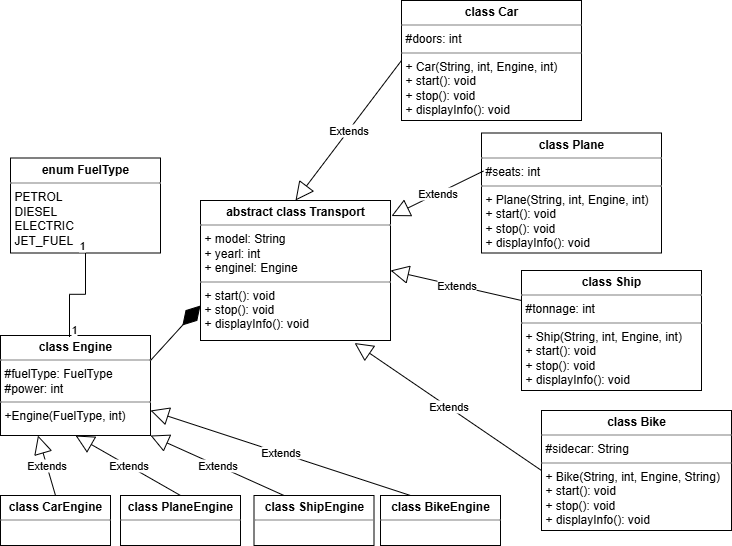 class Car
#doors: int
+ Car(String, int, Engine, int)
+ start(): void
+ stop(): void
+ displayInfo(): void
Extends
class Plane
#seats: int
+ Plane(String, int, Engine, int)
+ start(): void
+ stop(): void
+ displayInfo(): void
Extends
enum FuelType
PETROL
DIESEL
ELECTRIC
JET_FUEL
1
1
abstract class Transport
+ model: String
+ yearl: int
+ enginel: Engine
+ start(): void
+ stop(): void
+ displayInfo(): void
Extends
class Ship
#tonnage: int
+ Ship(String, int, Engine, int)
+ start(): void
+ stop(): void
+ displayInfo(): void
class Engine
#fuelType: FuelType
#power: int
+Engine(FuelType, int)
Extends
class Bike
#sidecar: String
+ Bike(String, int, Engine, String)
+ start(): void
+ stop(): void
+ displayInfo(): void
Extends
Extends
Extends
Extends
class CarEngine
class PlaneEngine
class ShipEngine
class BikeEngine